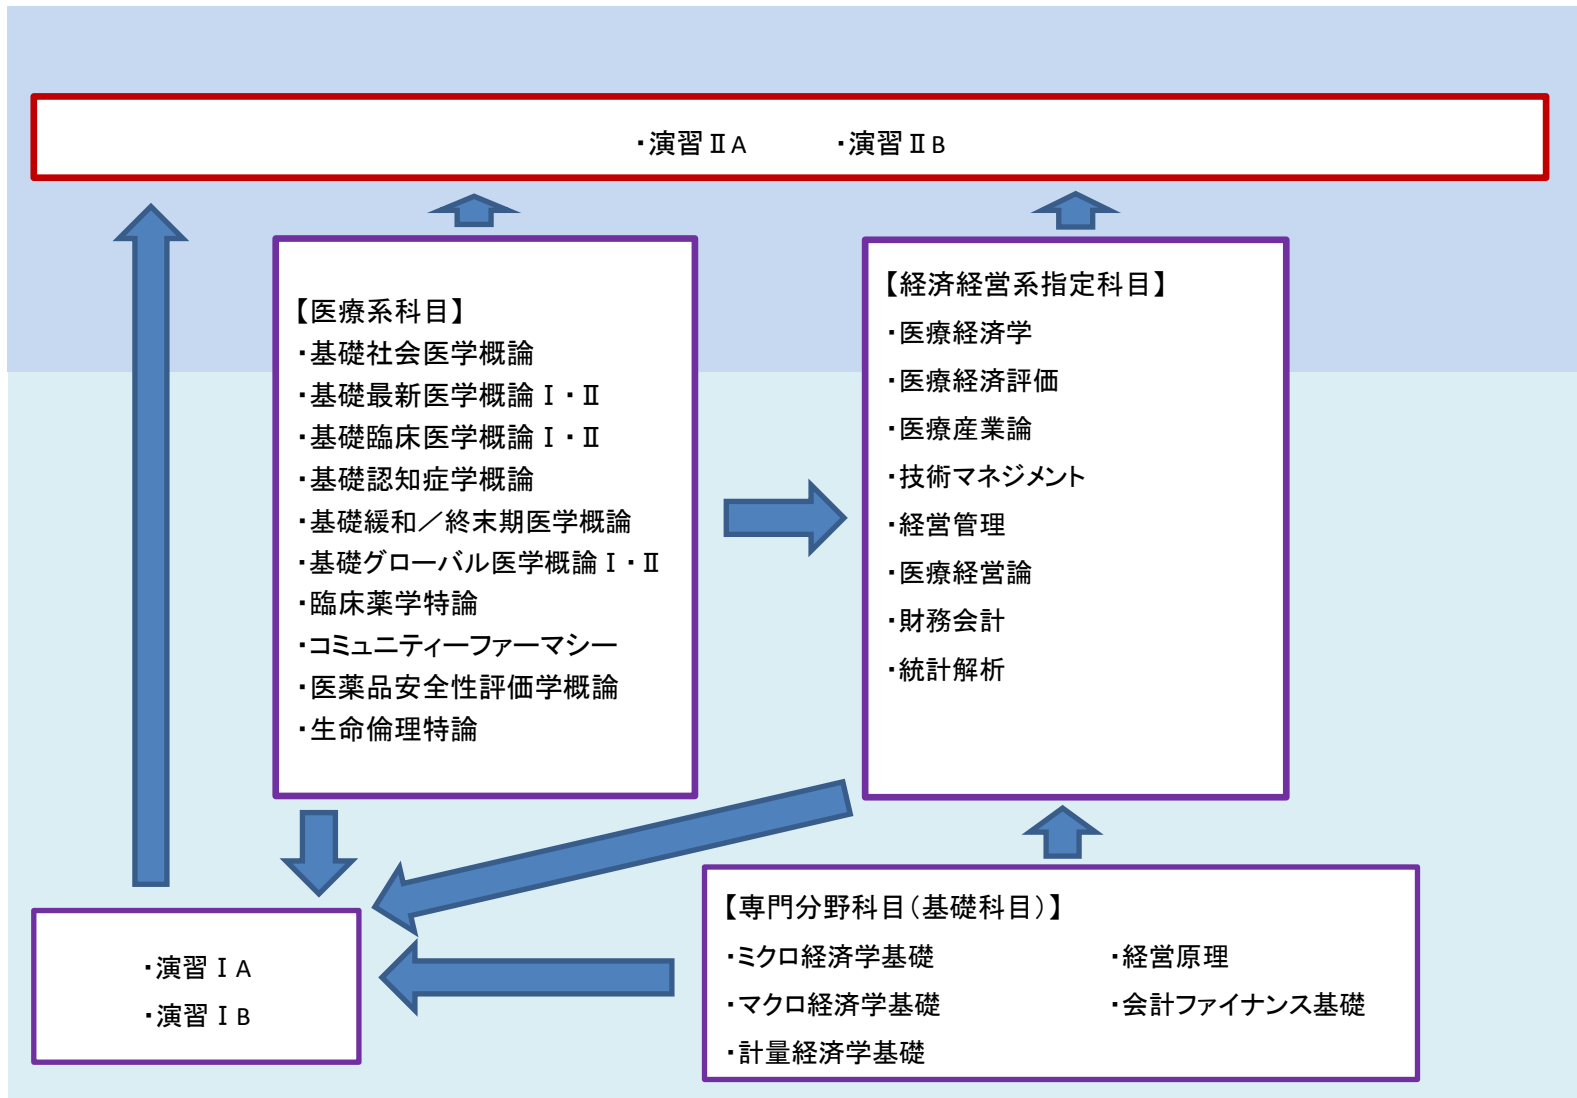 ・演習ⅡA ・演習ⅡB
【医療系科目】
・基礎社会医学概論
・基礎最新医学概論Ⅰ・Ⅱ
・基礎臨床医学概論Ⅰ・Ⅱ
・基礎認知症学概論
・基礎緩和／終末期医学概論
・基礎グローバル医学概論Ⅰ・Ⅱ
・臨床薬学特論
・コミュニティーファーマシー
・医薬品安全性評価学概論
・生命倫理特論
【経済経営系指定科目】
・医療経済学
・医療経済評価
・医療産業論
・技術マネジメント
・経営管理
・医療経営論
・財務会計
・統計解析
・演習ⅠA
・演習ⅠB
【専門分野科目（基礎科目）】
・ミクロ経済学基礎 ・経営原理
・マクロ経済学基礎 ・会計ファイナンス基礎
・計量経済学基礎